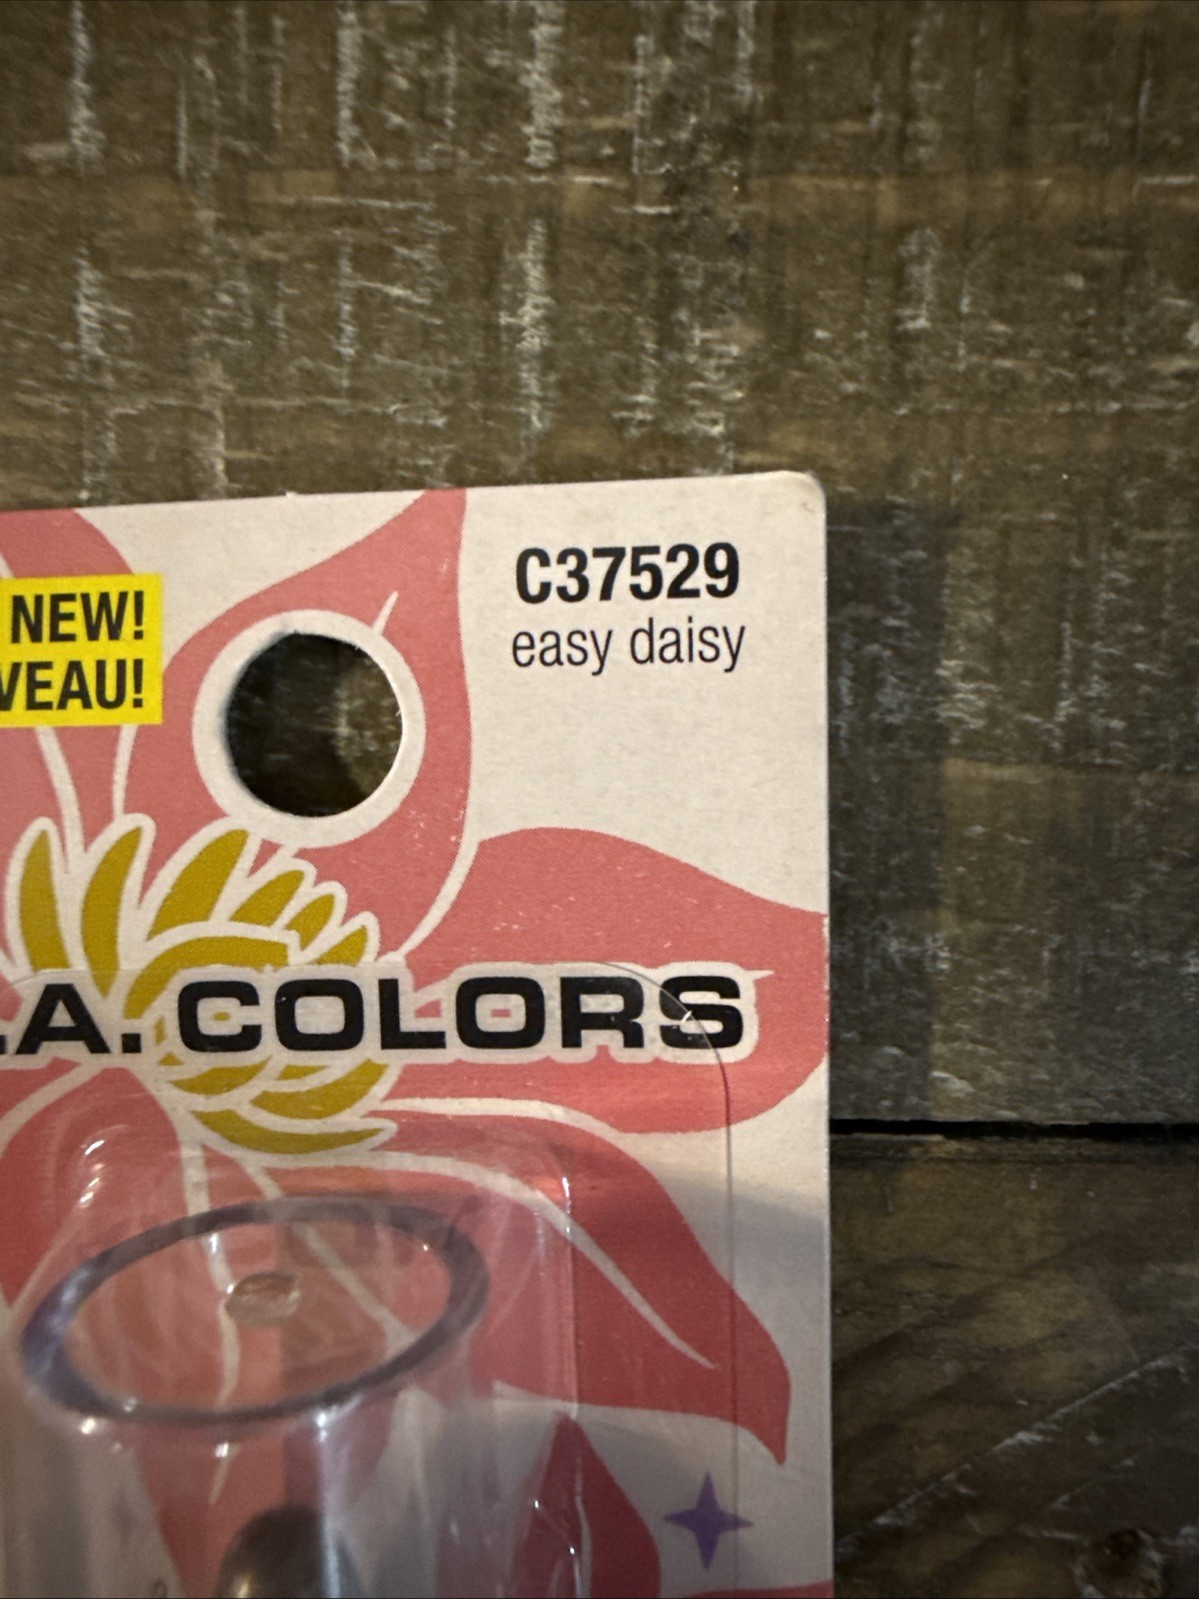 C37529
easy daisy
NEW!
VEAU!
.A. COLORS